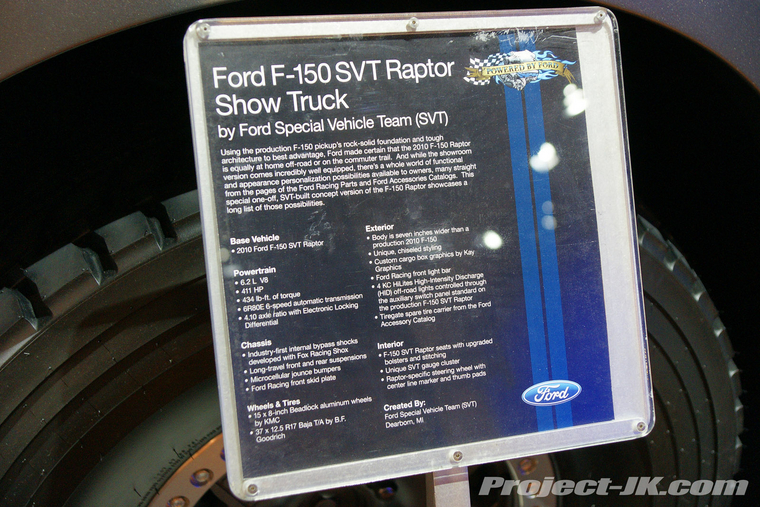 POWERED BY FORD
Ford F-150 SVT Raptor
Show Truck
by Ford Special Vehicle Team (SVT)
Using the production F-150 pickup's rock-solid foundation and tough
architecture to best advantage, Ford made certain that the 2010 F-150 Raptor
is equally at home off-road or on the commuter trail. And while the showroom
version comes incredibly well equipped, there's a whole world of functional
and appearance personalization possibilities available to owners, many straight
from the pages of the Ford Racing Parts and Ford Accessories Catalogs. This
special one-off, SVT-built concept version of the F-150 Raptor showcases a
long list of those possibilities.
Base Vehicle
• 2010 Ford F-150 SVT Raptor
Powertrain
• 6.2 L V8
• 411 HP
• 434 lb-ft. of torque
• 6R80E 6-speed automatic transmission
• 4.10 axle ratio with Electronic Locking
Differential
Chassis
• Industry-first internal bypass shocks
developed with Fox Racing Shox
• Long-travel front and rear suspensions
• Microcellular jounce bumpers
• Ford Racing front skid plate
Wheels & Tires
• 15 x 8-inch Beadlock aluminum wheels
by KMC
• 37 x 12.5 R17 Baja T/A by B.F.
Goodrich
Exterior
• Body is seven inches wider than a
production 2010 F-150
• Unique, chiseled styling
• Custom cargo box graphics by Kay
Graphics
• Ford Racing front light bar
• 4 KC HiLites High-Intensity Discharge
(HID) off-road lights controlled through
the auxiliary switch panel standard on
the production F-150 SVT Raptor
• Tiregate spare tire carrier from the Ford
Accessory Catalog
Interior
• F-150 SVT Raptor seats with upgraded
bolsters and stitching
• Unique SVT gauge cluster
• Raptor-specific steering wheel with
center line marker and thumb pads
Created By:
Ford Special Vehicle Team (SVT)
Dearborn, MI
Ford
Project-JK.com